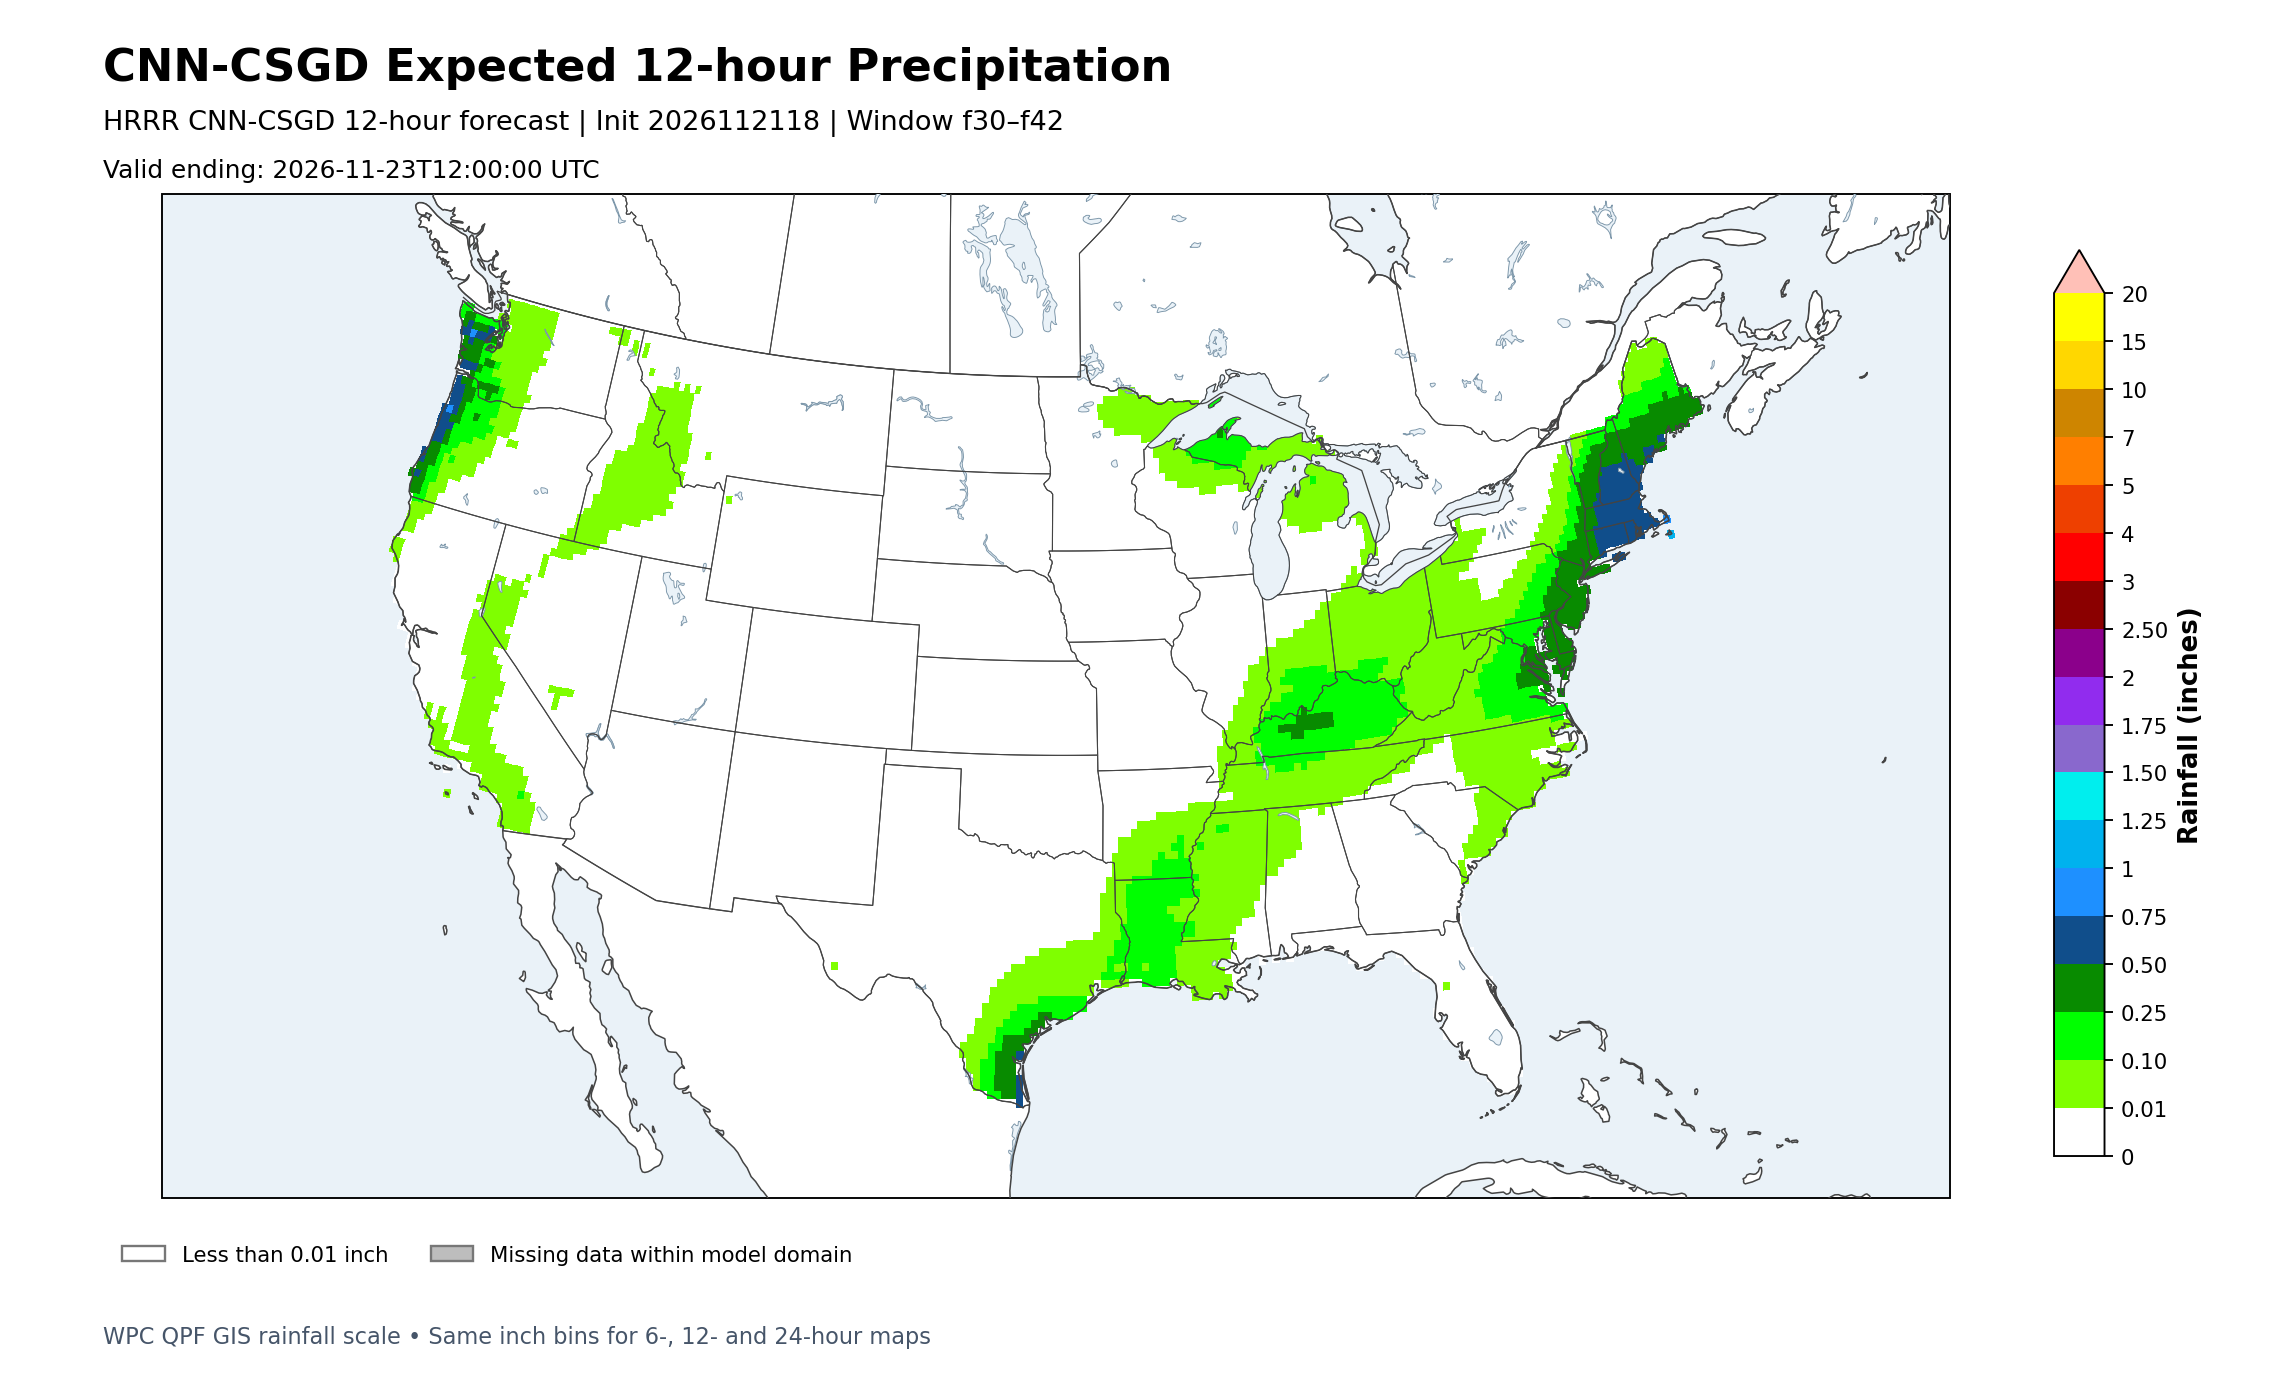 CNN-CSGD Expected 12-hour Precipitation
HRRR CNN-CSGD 12-hour forecast | Init 2026112118 | Window f30–f42
Valid ending: 2026-11-23T12:00:00 UTC
20
15
10
7
5
4
3
2.50
2
1.75
1.50
1.25
1
0.75
0.50
0.25
0.10
0.01
0
Rainfall (inches)
Less than 0.01 inch
Missing data within model domain
WPC QPF GIS rainfall scale • Same inch bins for 6-, 12- and 24-hour maps